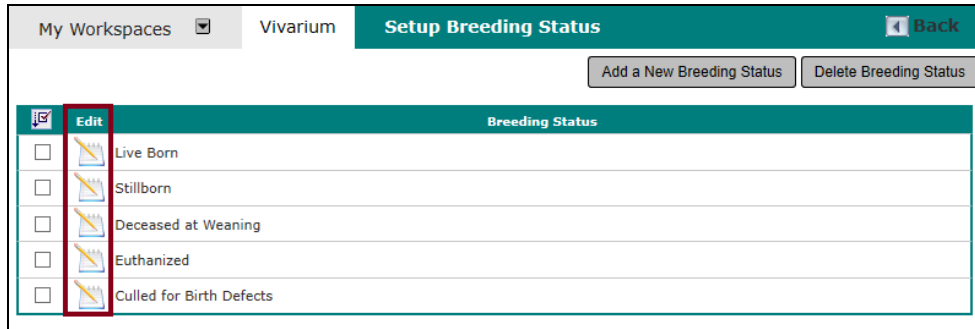 My Workspaces Vivarium Setup Breeding Status Back
Add a New Breeding Status Delete Breeding Status
Edit Breeding Status
Live Born
Stillborn
Deceased at Weaning
Euthanized
Culled for Birth Defects